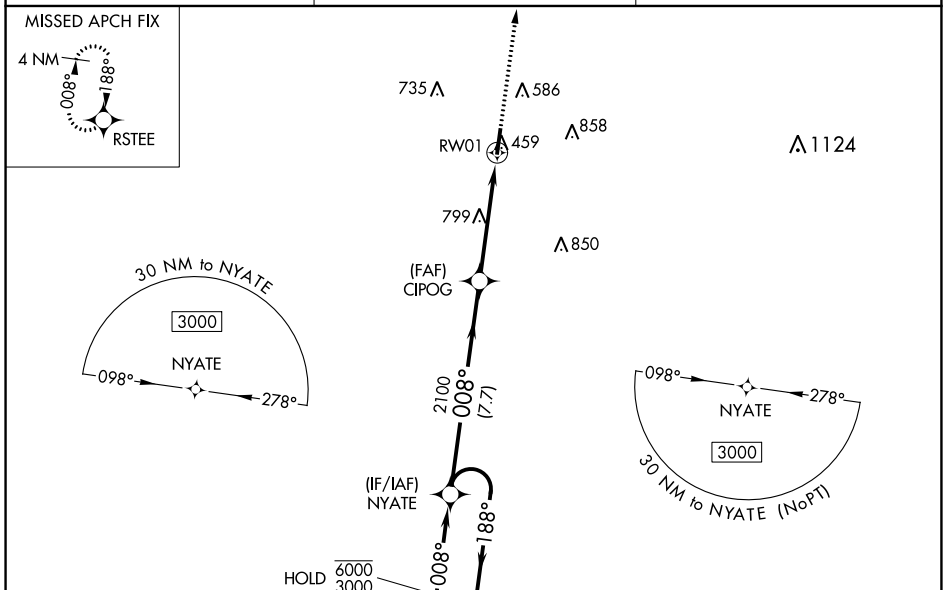 MISSED APCH FIX
4 NM
008°
188°
RSTEE
735
586
858
RW01
459
1124
799
850
(FAF)
CIPOG
30 NM to NYATE
3000
NYATE
098°
278°
2100
008°
(7.7)
098°
278°
NYATE
3000
30 NM to NYATE (NoPT)
(IF/IAF)
NYATE
008°
188°
HOLD
6000
3000